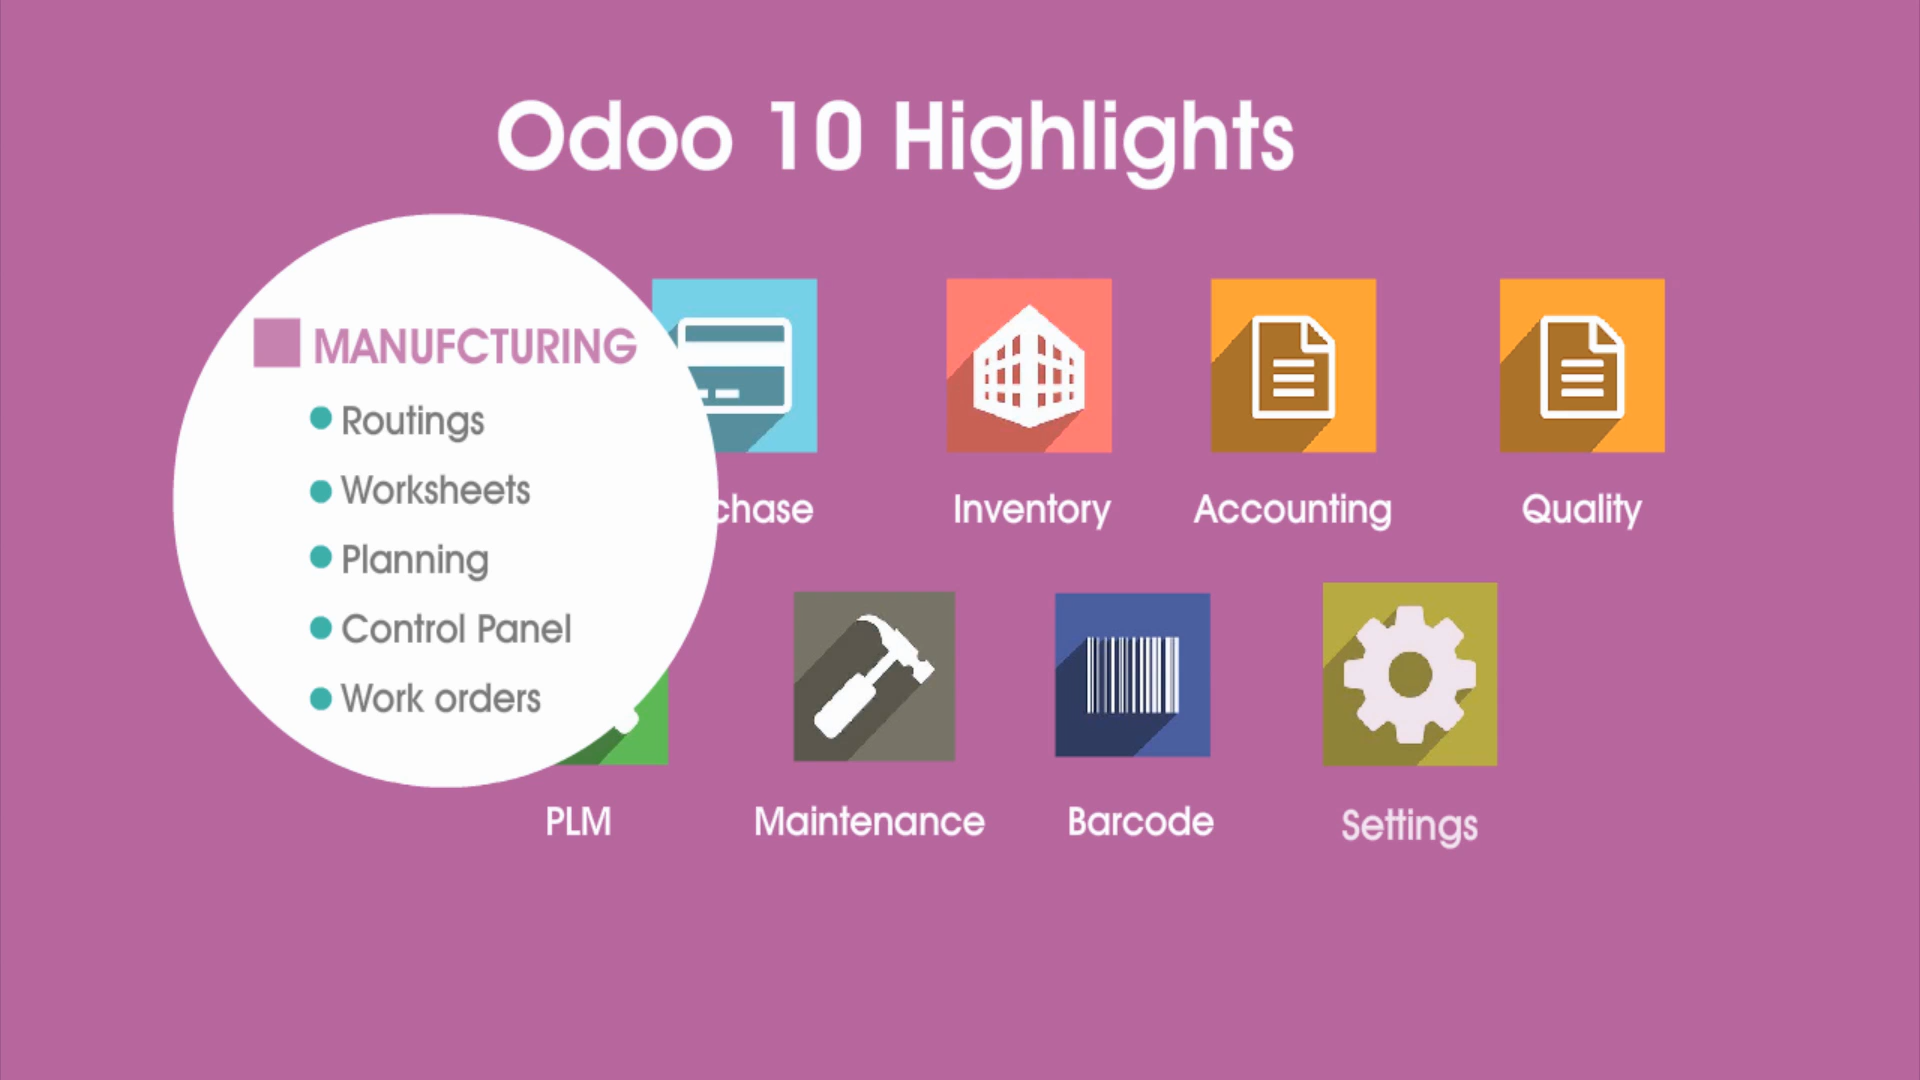 Odoo 10 Highlights
MANUFCTURING
Routings
Worksheets
Planning
Control Panel
Work orders
chase
Inventory
Accounting
Quality
PLM
Maintenance
Barcode
Settings